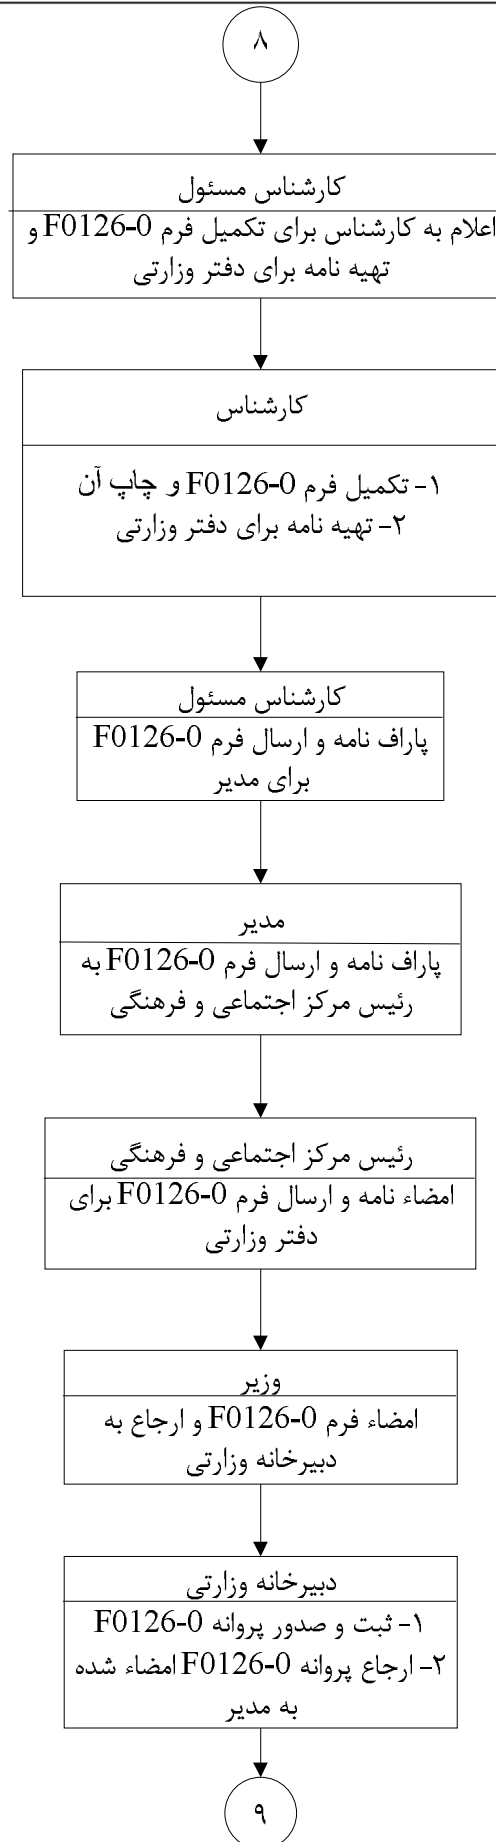 ۸
کارشناس مسئول
اعلام به کارشناس برای تکمیل فرم F0126-0 و
تهیه نامه برای دفتر وزارتی
کارشناس
۱- تکمیل فرم F0126-0 و چاپ آن
۲- تهیه نامه برای دفتر وزارتی
کارشناس مسئول
پاراف نامه و ارسال فرم F0126-0
برای مدیر
مدیر
پاراف نامه و ارسال فرم F0126-0 به
رئیس مرکز اجتماعی و فرهنگی
رئیس مرکز اجتماعی و فرهنگی
امضاء نامه و ارسال فرم F0126-0 برای
دفتر وزارتی
وزیر
امضاء فرم F0126-0 و ارجاع به
دبیرخانه وزارتی
دبیرخانه وزارتی
۱- ثبت و صدور پروانه F0126-0
۲- ارجاع پروانه F0126-0 امضاء شده
به مدیر
۹